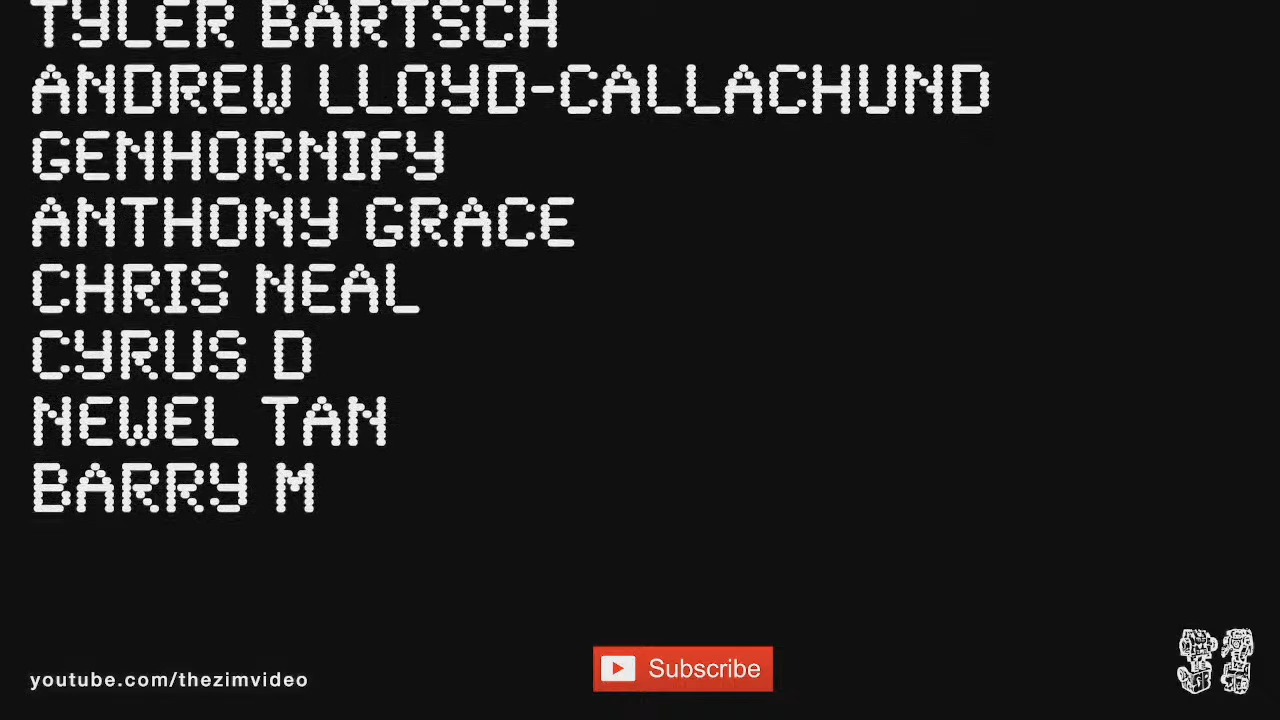 TYLER BARTSCH
ANDREW LLOYD-CALLACHUND
GENHORNIFY
ANTHONY GRACE
CHRIS NEAL
CYRUS D
NEWEL TAN
BARRY M
youtube.com/thezimvideo
Subscribe